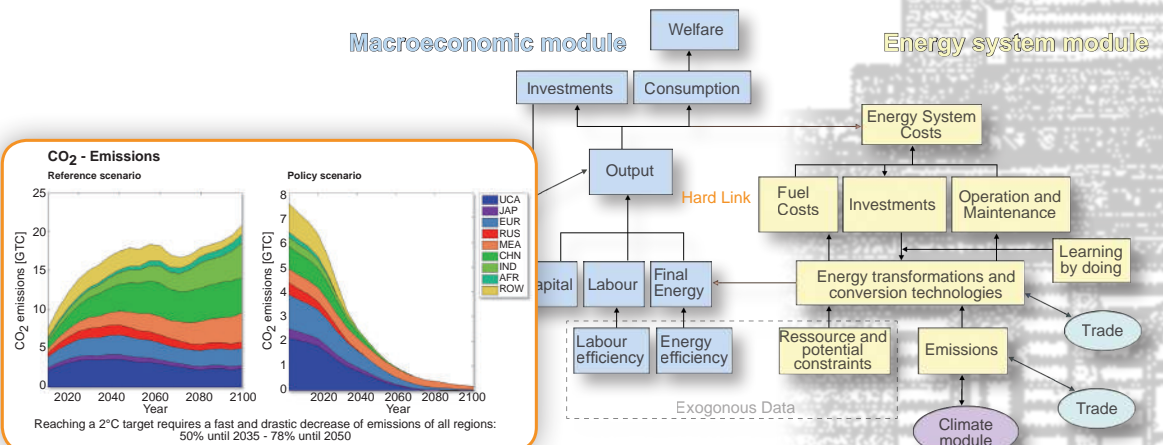 Macroeconomic module
Energy system module
Welfare
Investments
Consumption
Output
Hard Link
apital
Labour
Final
Energy
Labour
efficiency
Energy
efficiency
Exogonous Data
Energy System
Costs
Fuel
Costs
Investments
Operation and
Maintenance
Learning
by doing
Energy transformations and
conversion technologies
Trade
Ressource and
potential
constraints
Emissions
Trade
Climate
module
CO2 - Emissions
Reference scenario
25
20
15
10
5
0
CO2 emissions [GTC]
2020 2040 2060 2080 2100
Year
Policy scenario
8
7
6
5
4
3
2
1
0
CO2 emissions [GTC]
2020 2040 2060 2080 2100
Year
UCA
JAP
EUR
RUS
MEA
CHN
IND
AFR
ROW
Reaching a 2°C target requires a fast and drastic decrease of emissions of all regions:
50% until 2035 - 78% until 2050